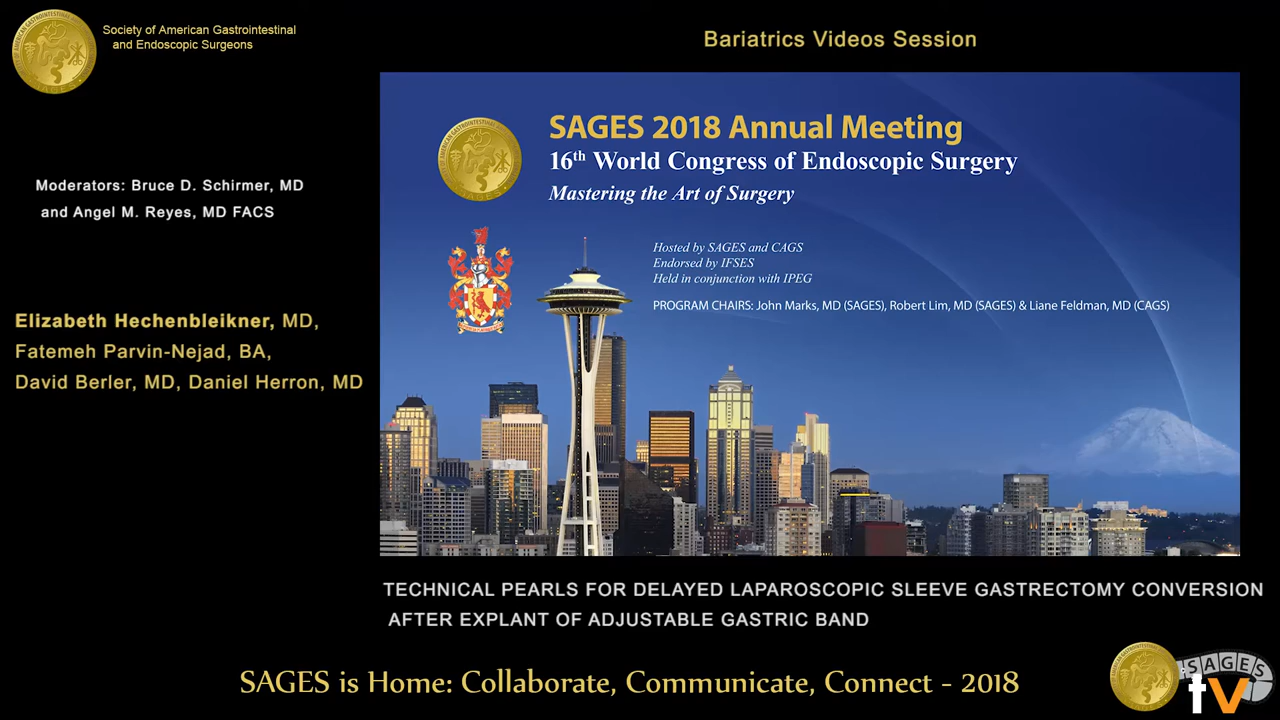 Society of American Gastrointestinal
and Endoscopic Surgeons
Bariatrics Videos Session
SAGES 2018 Annual Meeting
16th World Congress of Endoscopic Surgery
Mastering the Art of Surgery
Hosted by SAGES and CAGS
Endorsed by IFSES
Held in conjunction with IPEG
PROGRAM CHAIRS: John Marks, MD (SAGES), Robert Lim, MD (SAGES) & Liane Feldman, MD (CAGS)
Moderators: Bruce D. Schirmer, MD
and Angel M. Reyes, MD FACS
Elizabeth Hechenbleikner, MD,
Fatemeh Parvin-Nejad, BA,
David Berler, MD, Daniel Herron, MD
TECHNICAL PEARLS FOR DELAYED LAPAROSCOPIC SLEEVE GASTRECTOMY CONVERSION
AFTER EXPLANT OF ADJUSTABLE GASTRIC BAND
SAGES is Home: Collaborate, Communicate, Connect - 2018
SAGES
tv